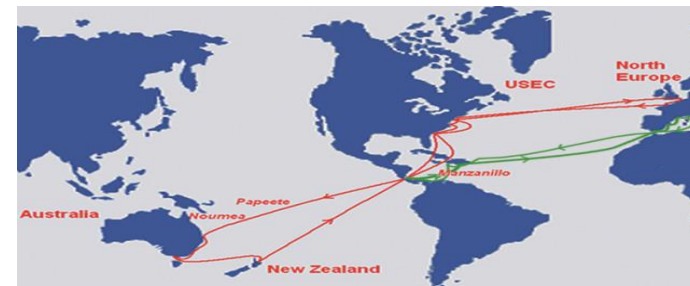 North
Europe
USEC
Manzanillo
Papeete
Australia
Noumea
New Zealand